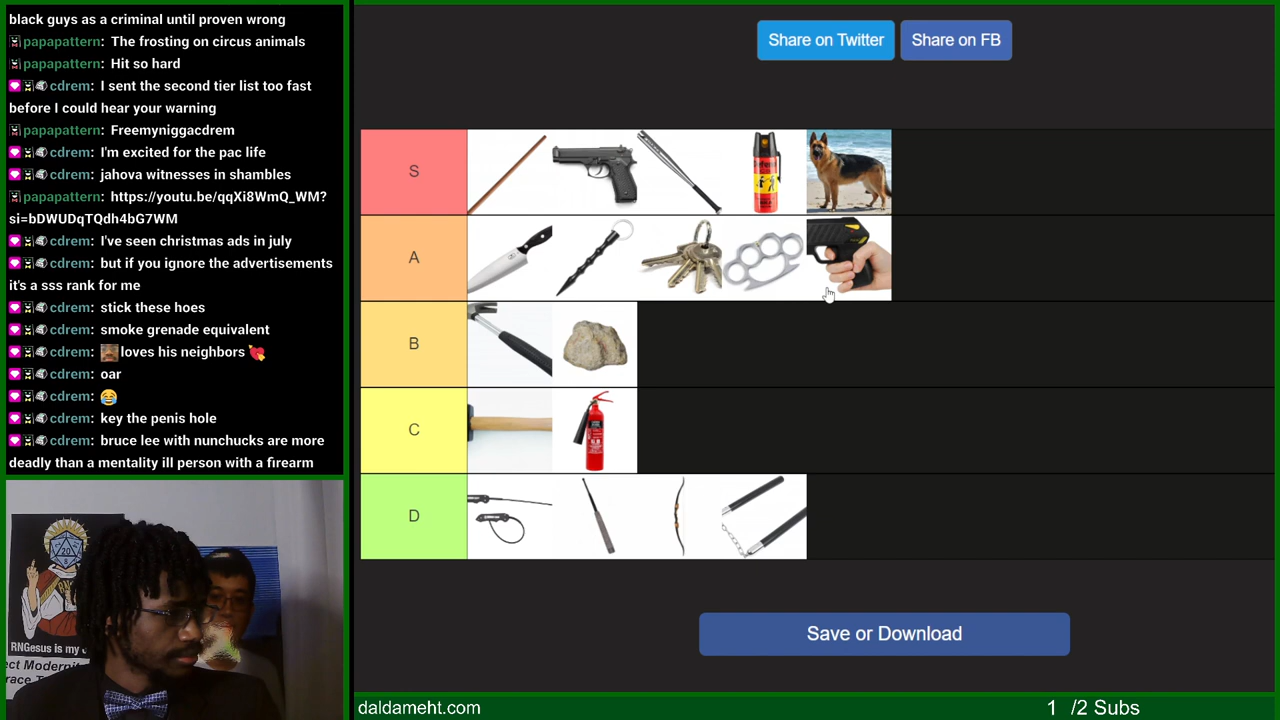 black guys as a criminal until proven wrong
papapattern: The frosting on circus animals
papapattern: Hit so hard
cdrem: I sent the second tier list too fast
before I could hear your warning
papapattern: Freemyniggacdrem
cdrem: I'm excited for the pac life
cdrem: jahova witnesses in shambles
papapattern: https://youtu.be/qqXi8WmQ_WM?
si=bDWUDqTQdh4bG7WM
cdrem: I've seen christmas ads in july
cdrem: but if you ignore the advertisements
it's a sss rank for me
cdrem: stick these hoes
cdrem: smoke grenade equivalent
cdrem: loves his neighbors 💘
cdrem: oar
cdrem: 😂
cdrem: key the penis hole
cdrem: bruce lee with nunchucks are more
deadly than a mentality ill person with a firearm
Share on Twitter
Share on FB
S
A
B
C
D
Save or Download
RNGesus is my
ect Moderni
race T
daldameht.com
1 /2 Subs